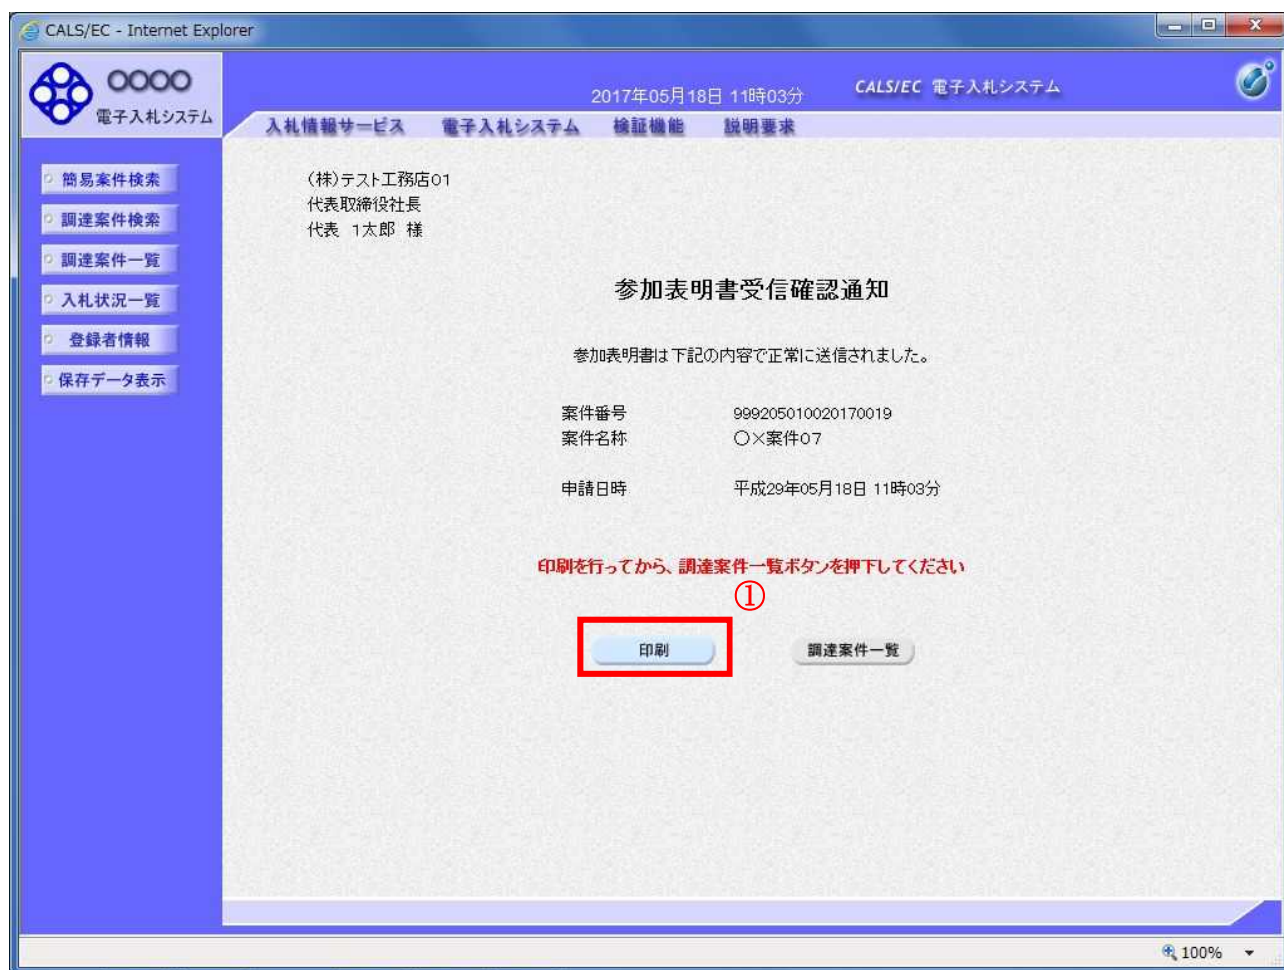 CALS/EC - Internet Explorer
〇〇〇〇
電子入札システム
2017年05月18日 11時03分
CALS/EC 電子入札システム
入札情報サービス 電子入札システム 検証機能 説明要求
簡易案件検索
調達案件検索
調達案件一覧
入札状況一覧
登録者情報
保存データ表示
(株)テスト工務店01
代表取締役社長
代表 1太郎 様
参加表明書受信確認通知
参加表明書は下記の内容で正常に送信されました。
案件番号 999205010020170019
案件名称 〇×案件07
申請日時 平成29年05月18日 11時03分
印刷を行ってから、調達案件一覧ボタンを押下してください
①
印刷 調達案件一覧
100%